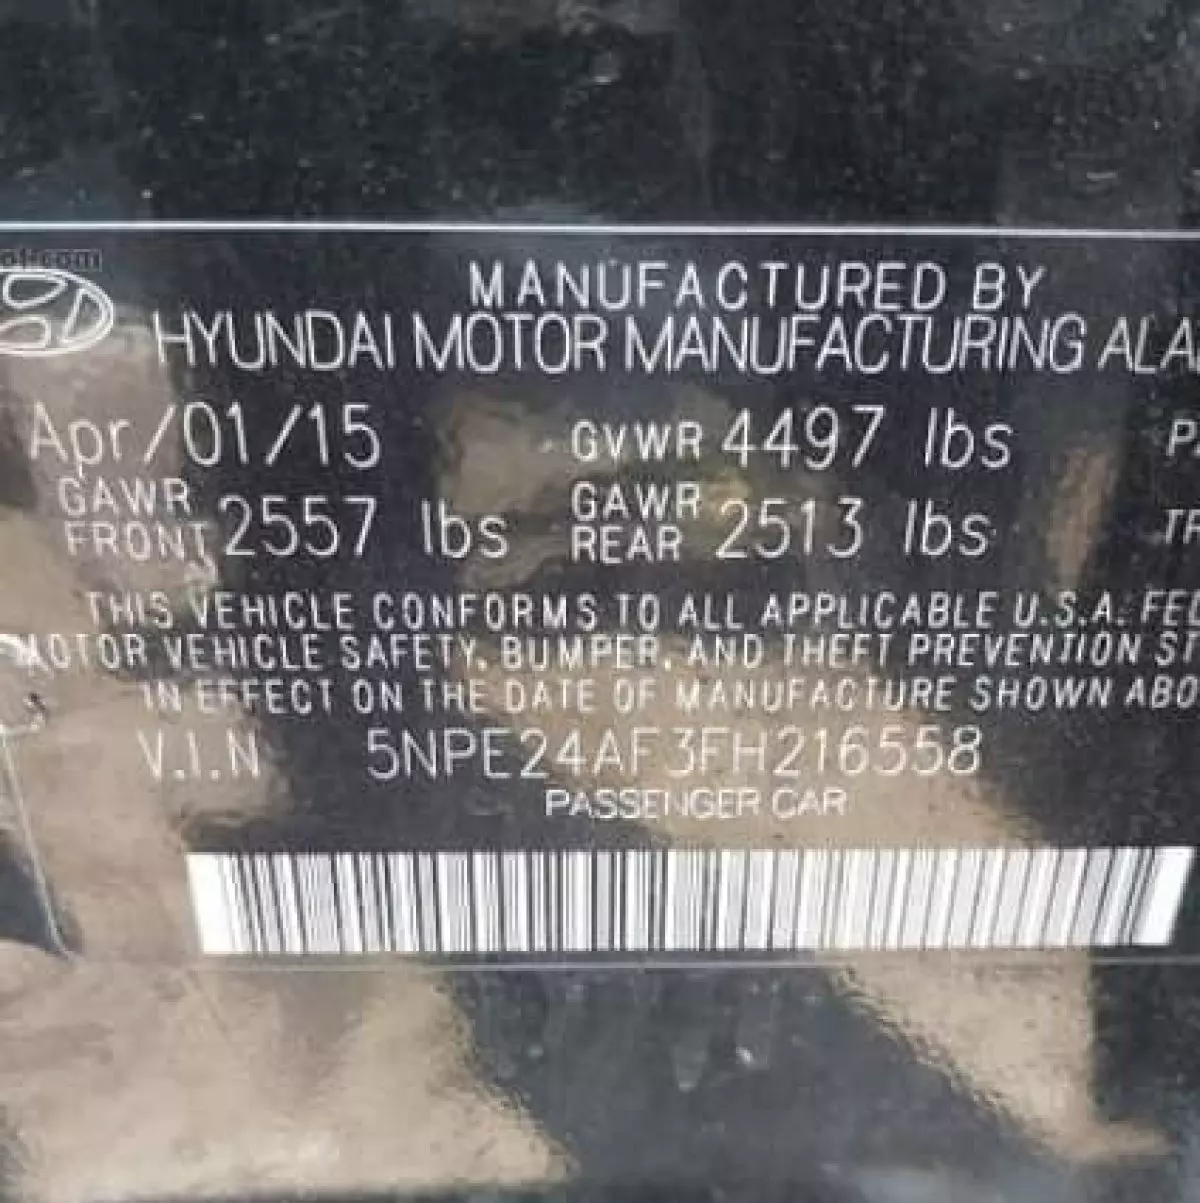 MANUFACTURED BY
HYUNDAI MOTOR MANUFACTURING ALA
Apr/01/15 GVWR 4497 lbs
GAWR FRONT 2557 lbs GAWR REAR 2513 lbs
THIS VEHICLE CONFORMS TO ALL APPLICABLE U.S.A. FED
MOTOR VEHICLE SAFETY, BUMPER, AND THEFT PREVENTION ST
IN EFFECT ON THE DATE OF MANUFACTURE SHOWN ABO
V.I.N 5NPE24AF3FH216558
PASSENGER CAR